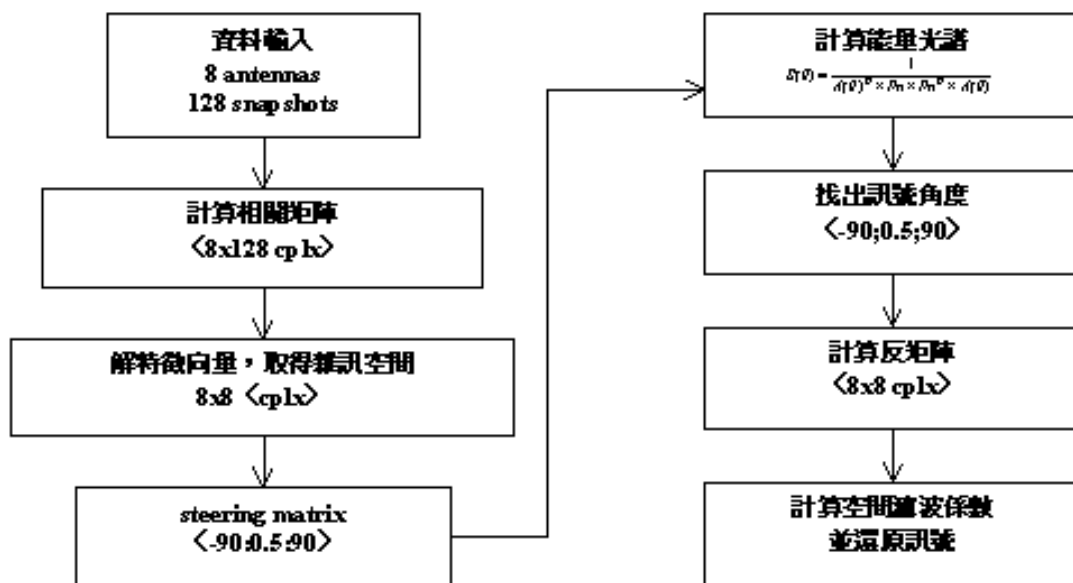 資料輸入
8 antennas
128 snapshots
計算相關矩陣
<8x128 cplx>
解特徵向量，取得雜訊空間
8x8 <cplx>
steering matrix
<-90:0.5:90>
計算能量光譜
找出訊號角度
<-90;0.5;90>
計算反矩陣
<8x8 cplx>
計算空間濾波係數
並還原訊號